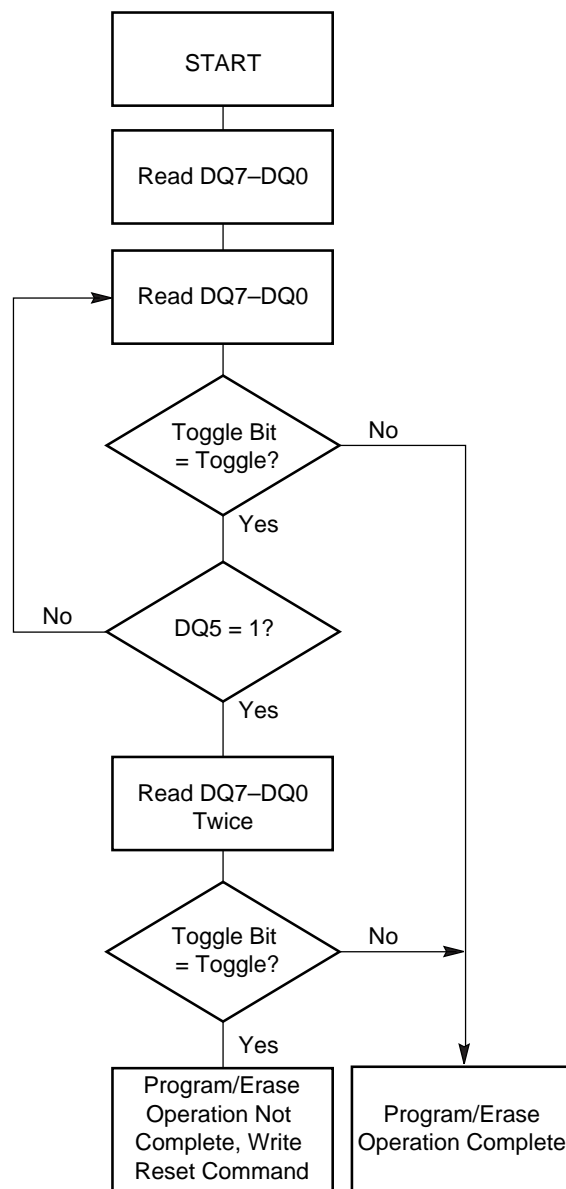 START
Read DQ7–DQ0
Read DQ7–DQ0
Toggle Bit
= Toggle?
No
Yes
No
DQ5 = 1?
Yes
Read DQ7–DQ0
Twice
Toggle Bit
= Toggle?
No
Yes
Program/Erase
Operation Not
Complete, Write
Reset Command
Program/Erase
Operation Complete